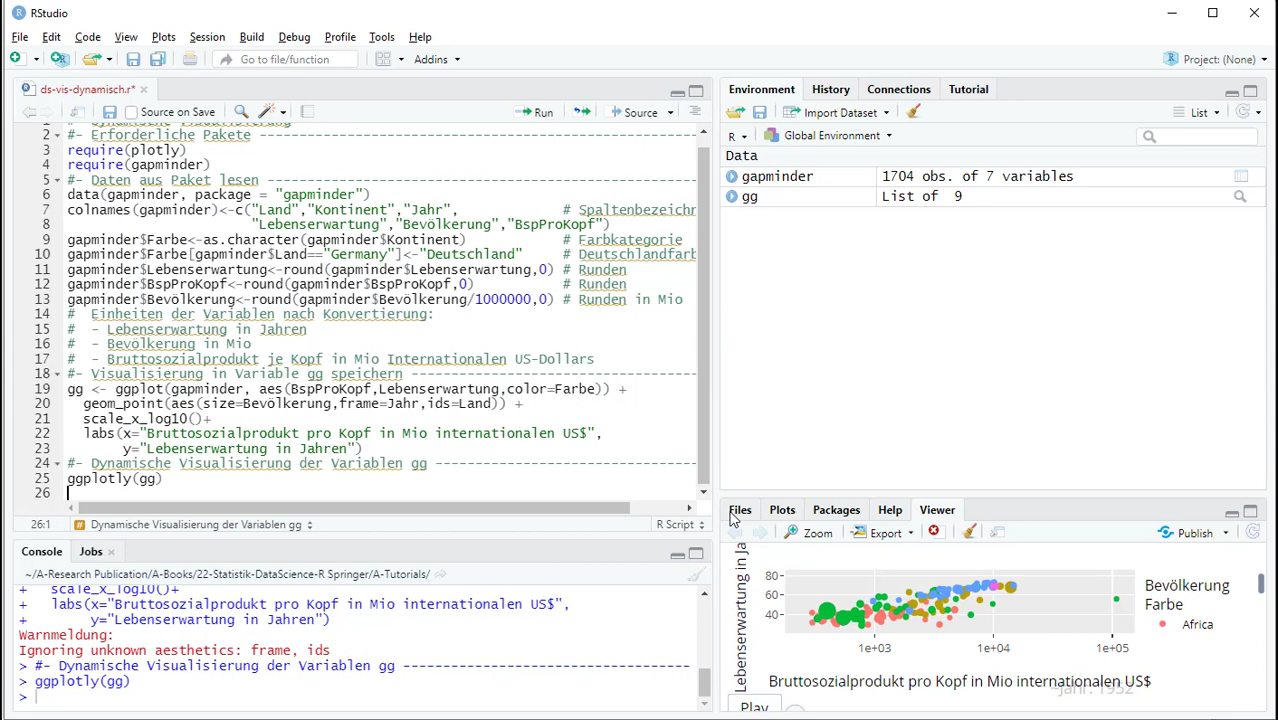 RStudio
File Edit Code View Plots Session Build Debug Profile Tools Help
Go to file/function Addins Project: (None)
ds-vis-dynamisch.r*
Source on Save Run Source
2 #- Erforderliche Pakete
3 require(plotly)
4 require(gapminder)
5 #- Daten aus Paket lesen
6 data(gapminder, package = "gapminder")
7 colnames(gapminder)<-c("Land","Kontinent","Jahr", # Spaltenbezeichn
8 "Lebenserwartung","Bevölkerung","BspProKopf")
9 gapminder$Farbe<-as.character(gapminder$Kontinent) # Farbkategorie
10 gapminder$Farbe[gapminder$Land=="Germany"]<-"Deutschland" # Deutschlandfarb
11 gapminder$Lebenserwartung<-round(gapminder$Lebenserwartung,0) # Runden
12 gapminder$BspProKopf<-round(gapminder$BspProKopf,0) # Runden
13 gapminder$Bevölkerung<-round(gapminder$Bevölkerung/1000000,0) # Runden in Mio
14 # Einheiten der Variablen nach Konvertierung:
15 # - Lebenserwartung in Jahren
16 # - Bevölkerung in Mio
17 # - Bruttosozialprodukt je Kopf in Mio Internationalen US-Dollars
18 #- Visualisierung in Variable gg speichern
19 gg <- ggplot(gapminder, aes(BspProKopf,Lebenserwartung,color=Farbe)) +
20 geom_point(aes(size=Bevölkerung,frame=Jahr,ids=Land)) +
21 scale_x_log10()+
22 labs(x="Bruttosozialprodukt pro Kopf in Mio internationalen US$",
23 y="Lebenserwartung in Jahren")
24 #- Dynamische Visualisierung der Variablen gg
25 ggplotly(gg)
26
26:1 Dynamische Visualisierung der Variablen gg R Script
Console Jobs
~/A-Research Publication/A-Books/22-Statistik-DataScience-R Springer/A-Tutorials/
+ scale_x_log10()+
+ labs(x="Bruttosozialprodukt pro Kopf in Mio internationalen US$",
+ y="Lebenserwartung in Jahren")
Warnmeldung:
Ignoring unknown aesthetics: frame, ids
> #- Dynamische Visualisierung der Variablen gg
> ggplotly(gg)
>
Environment History Connections Tutorial
Import Dataset List
R Global Environment
Data
gapminder 1704 obs. of 7 variables
gg List of 9
Files Plots Packages Help Viewer
Zoom Export Publish
Lebenserwartung in Ja
80
60
40
1e+03 1e+04 1e+05
Bevölkerung
Farbe
Africa
Bruttosozialprodukt pro Kopf in Mio internationalen US$
Play